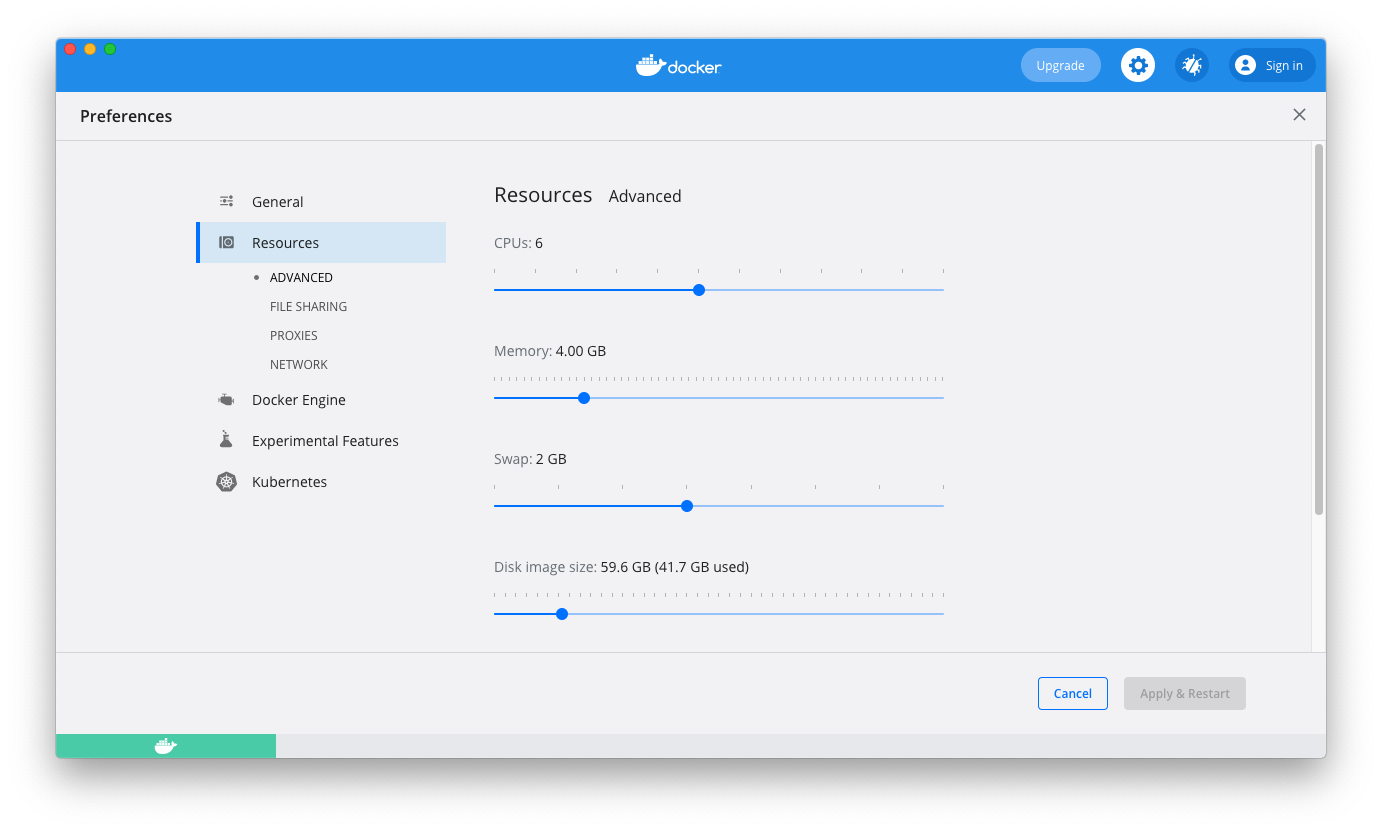 docker
Upgrade
Sign in
Preferences
General
Resources
ADVANCED
FILE SHARING
PROXIES
NETWORK
Docker Engine
Experimental Features
Kubernetes
Resources Advanced
CPUs: 6
Memory: 4.00 GB
Swap: 2 GB
Disk image size: 59.6 GB (41.7 GB used)
Cancel
Apply & Restart